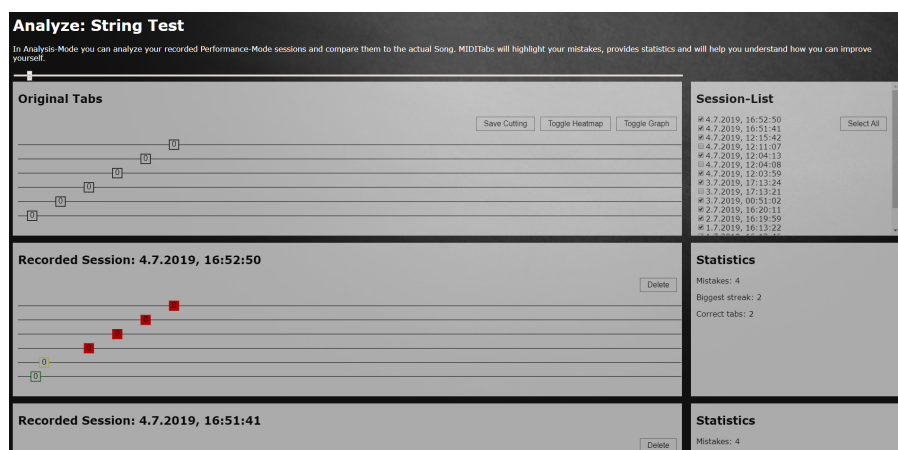 Analyze: String Test
In Analysis-Mode you can analyze your recorded Performance-Mode sessions and compare them to the actual Song. MIDITabs will highlight your mistakes, provides statistics and will help you understand how you can improve
yourself.
Original Tabs
Save Cutting Toggle Heatmap Toggle Graph
0
0
0
0
0
0
Session-List
Select All
4.7.2019, 16:52:50
4.7.2019, 16:51:41
4.7.2019, 12:15:42
4.7.2019, 12:11:07
4.7.2019, 12:04:13
4.7.2019, 12:04:08
4.7.2019, 12:03:59
3.7.2019, 17:13:24
3.7.2019, 17:13:21
3.7.2019, 00:51:02
2.7.2019, 16:20:11
2.7.2019, 16:19:59
1.7.2019, 16:13:22
Recorded Session: 4.7.2019, 16:52:50
Delete
0
0
0
0
0
0
Statistics
Mistakes: 4
Biggest streak: 2
Correct tabs: 2
Recorded Session: 4.7.2019, 16:51:41
Delete
Statistics
Mistakes: 4